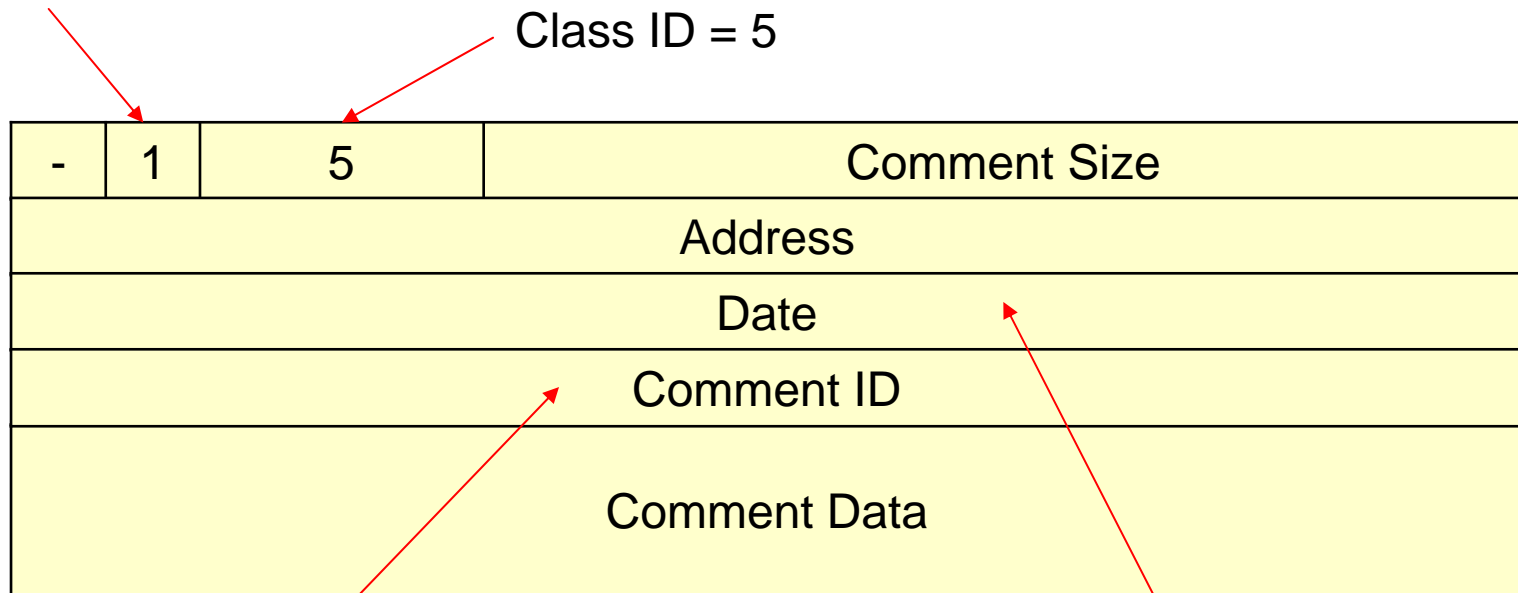 Class ID = 5
- 1 5 Comment Size
Address
Date
Comment ID
Comment Data